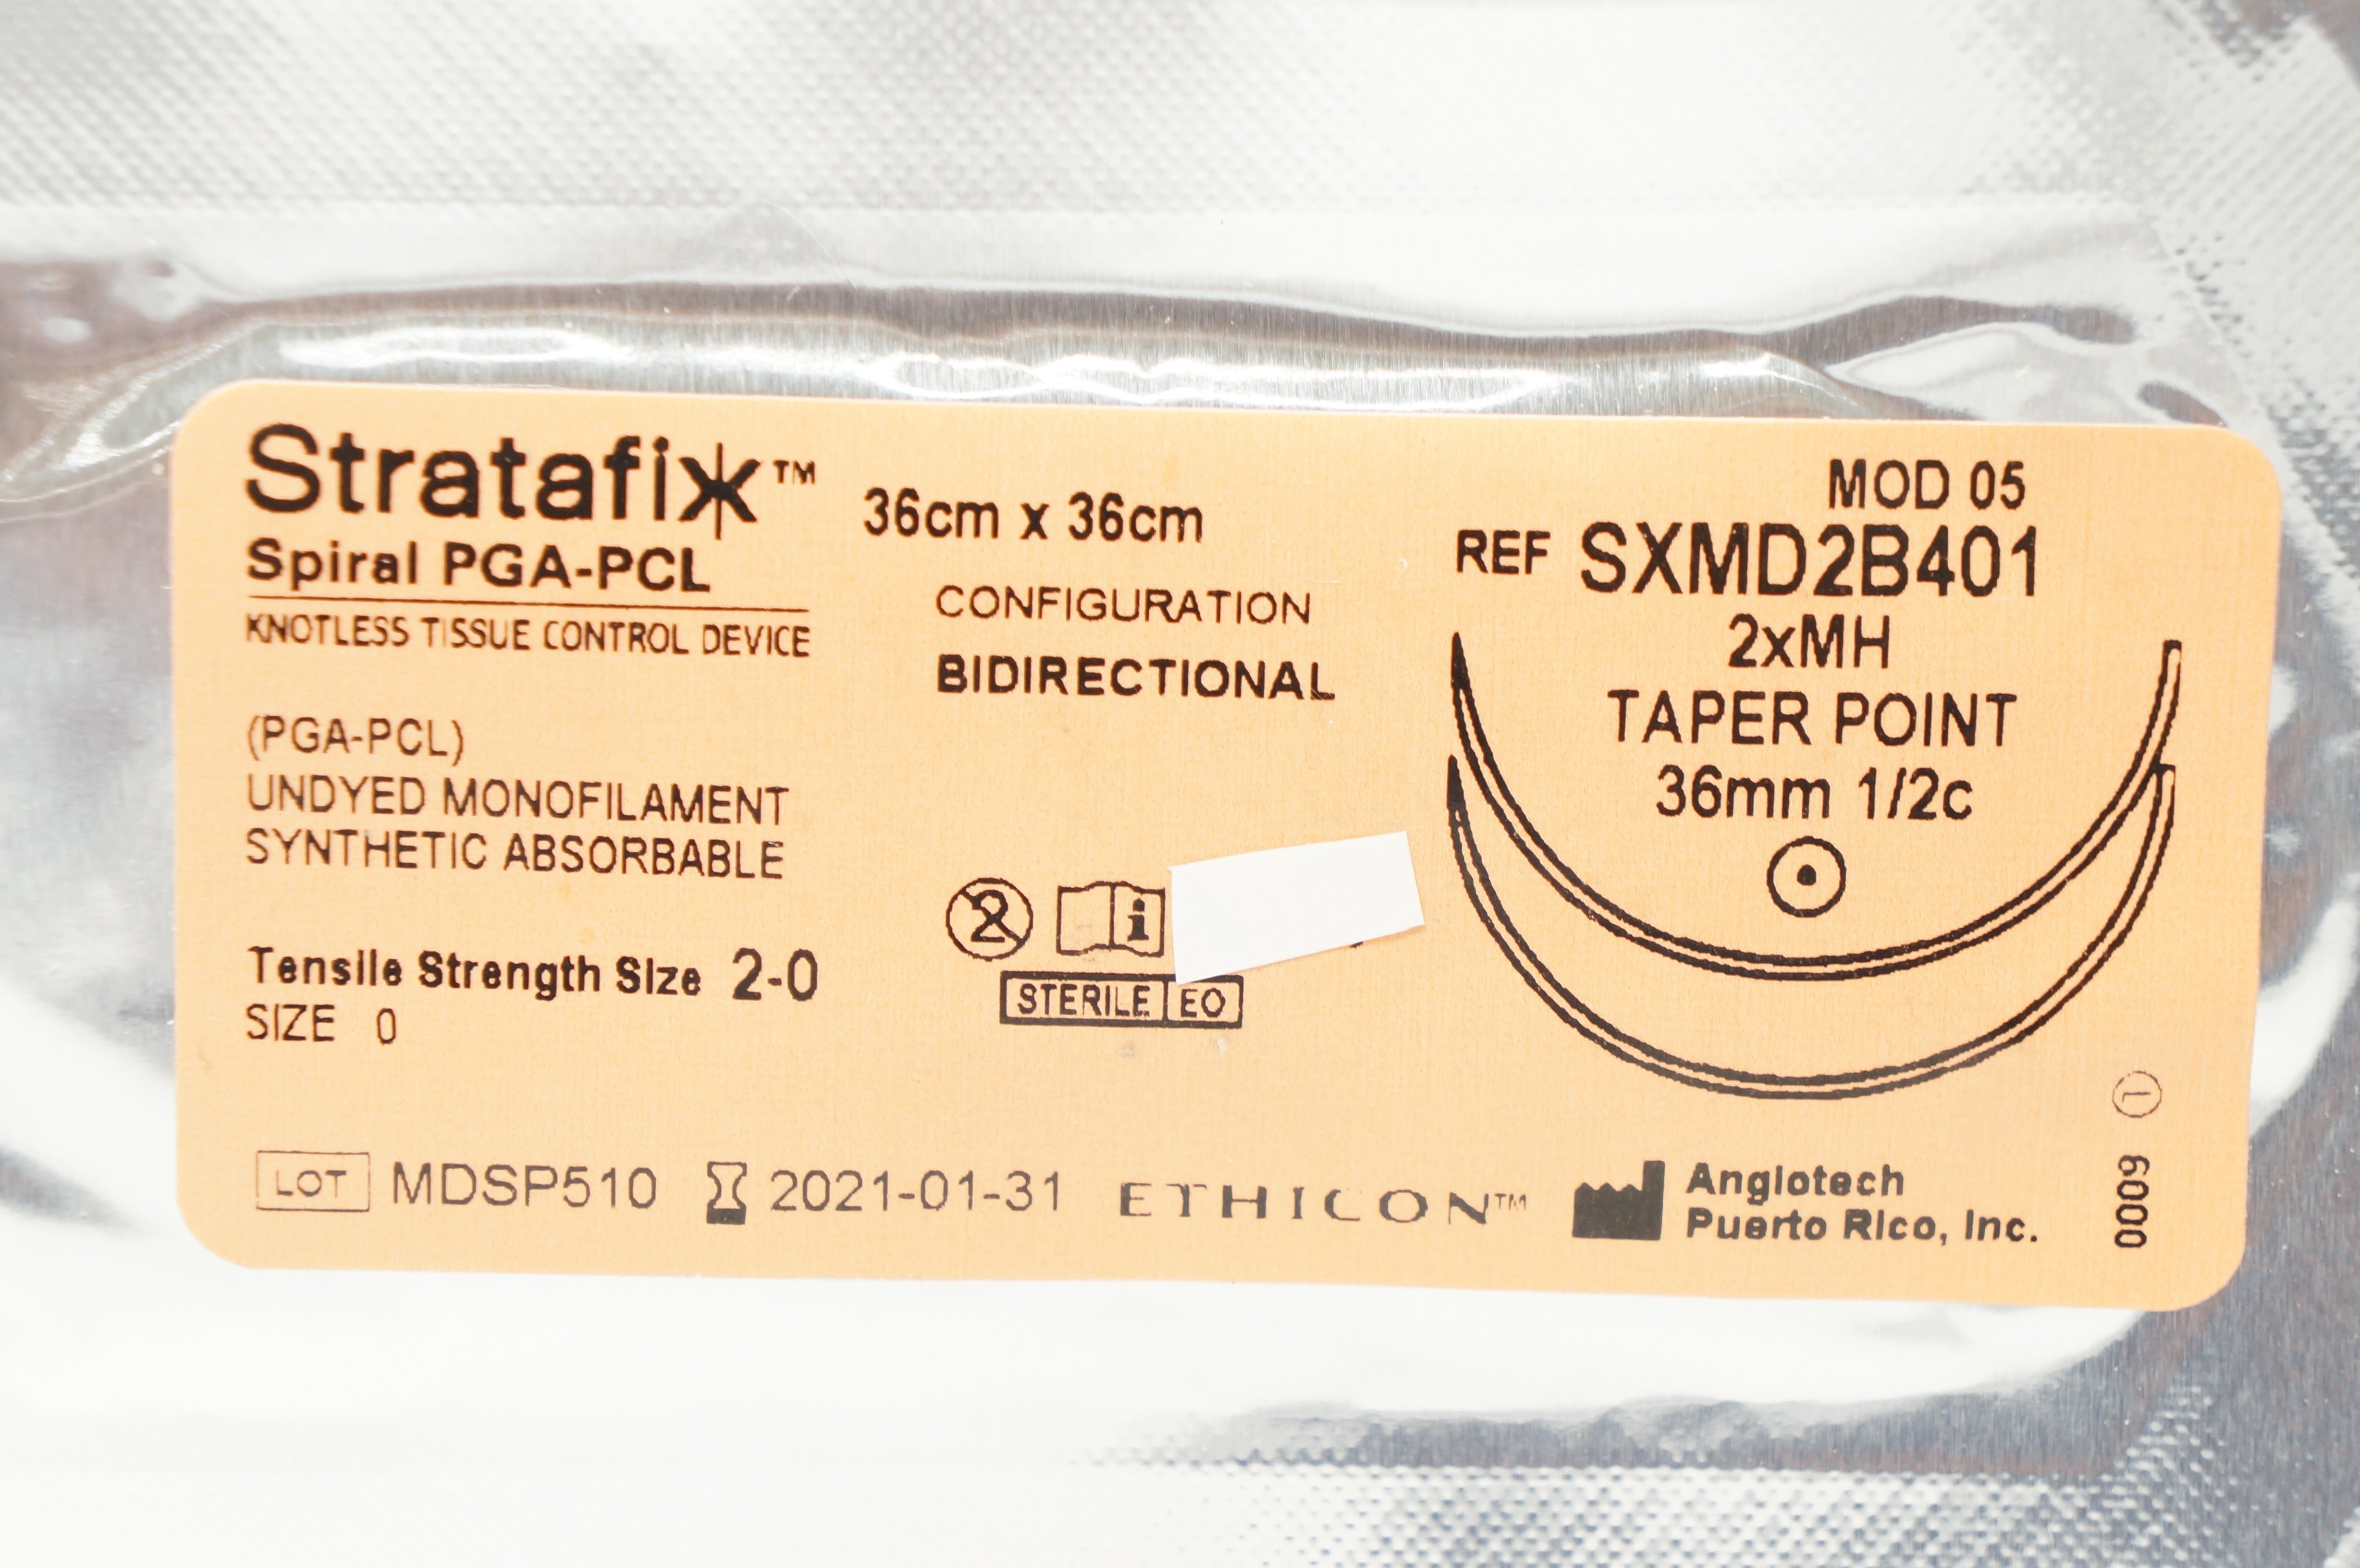 Stratafix™
Spiral PGA-PCL
KNOTLESS TISSUE CONTROL DEVICE
(PGA-PCL)
UNDYED MONOFILAMENT
SYNTHETIC ABSORBABLE
Tensile Strength Size 2-0
SIZE 0
36cm x 36cm
CONFIGURATION
BIDIRECTIONAL
2
i
STERILE EO
MOD 05
REF SXMD2B401
2xMH
TAPER POINT
36mm 1/2c
LOT MDSP510 2021-01-31 ETHICON™
Angiotech
Puerto Rico, Inc.
0009 1